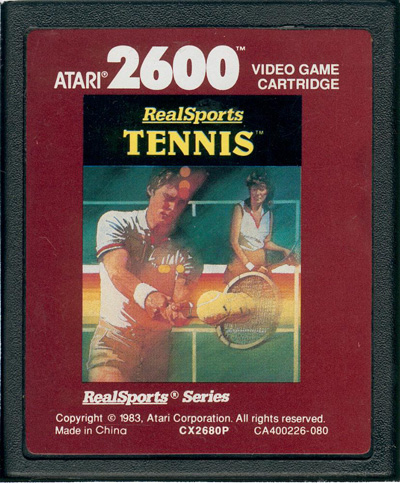 ATARI® 2600™ VIDEO GAME
CARTRIDGE
RealSports
TENNIS™
RealSports® Series
Copyright © 1983, Atari Corporation. All rights reserved.
Made in China CX2680P CA400226-080